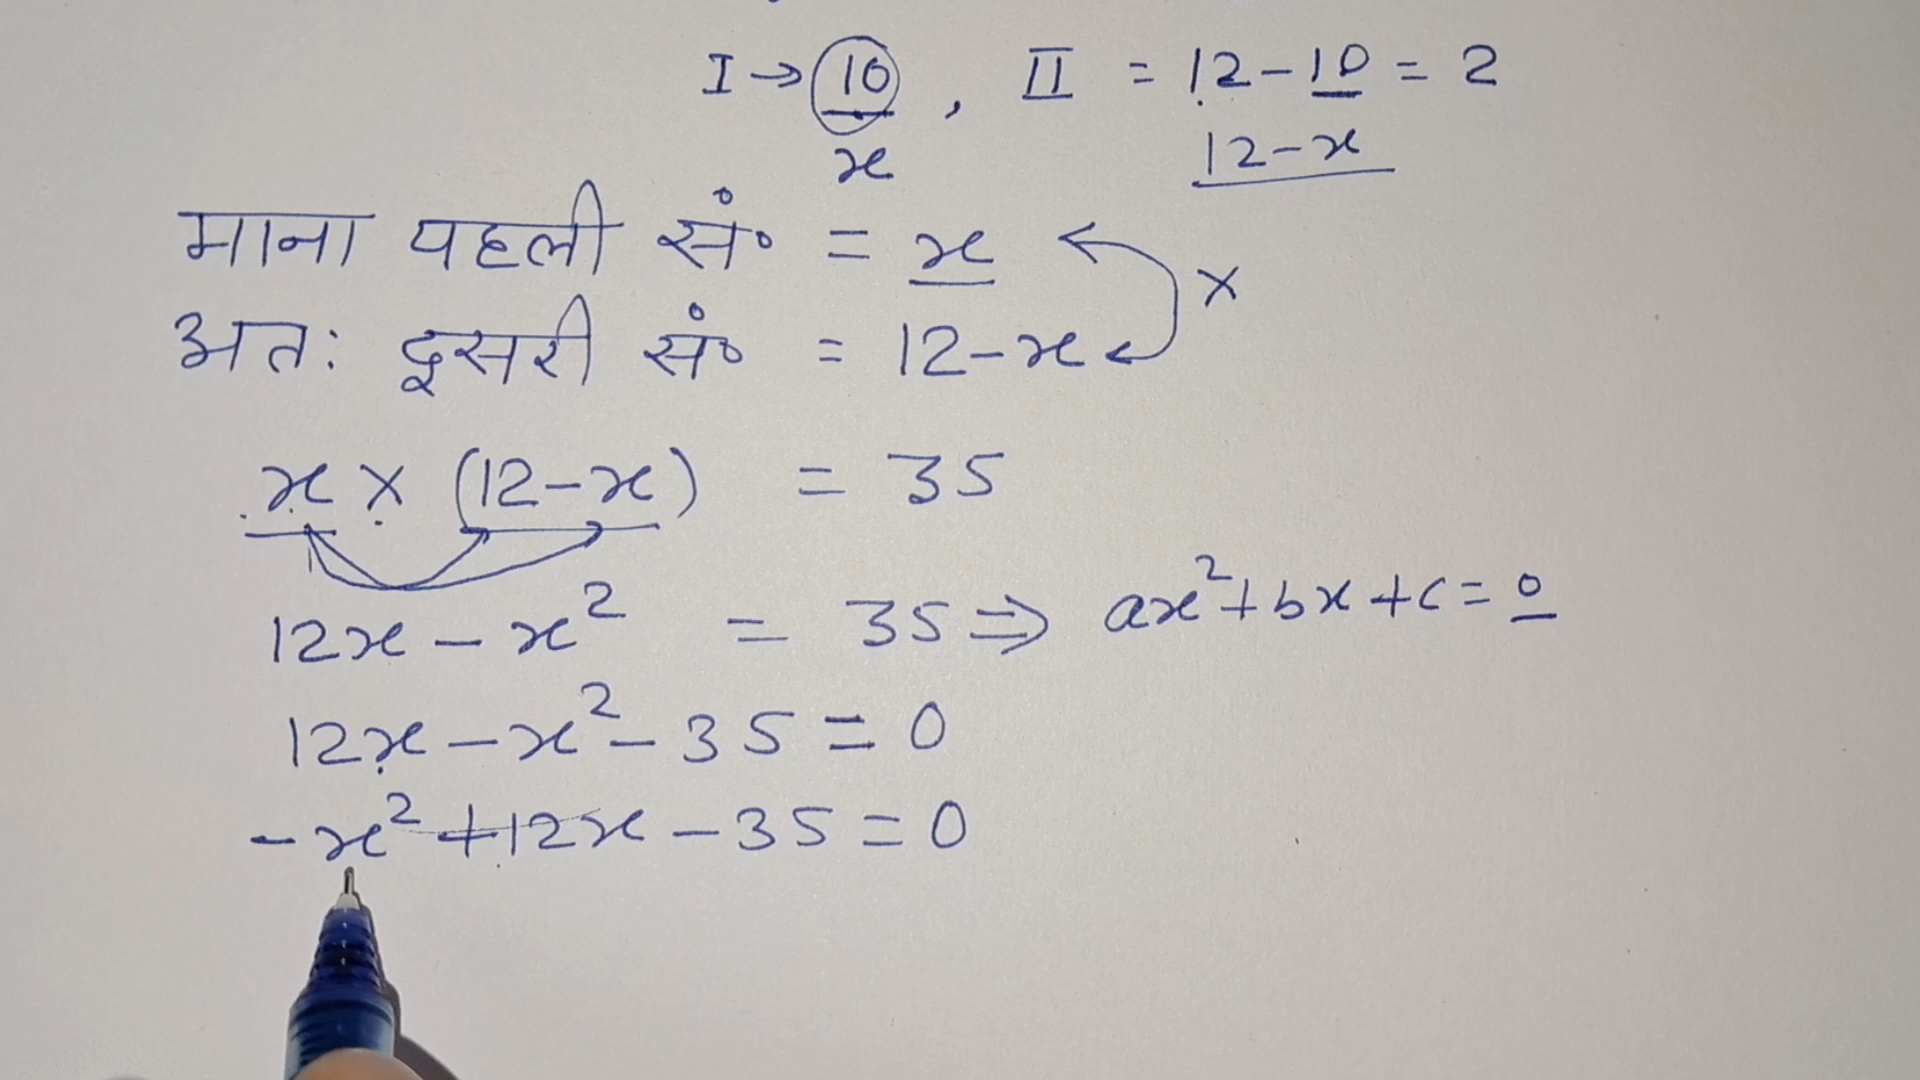 I → 10 , II = 12 - 10 = 2
x 12 - x
माना पहली सं॰ = x
×
अतः दूसरी सं॰ = 12 - x
x × (12 - x) = 35
12x - x² = 35 ⇒ ax² + bx + c = 0
12x - x² - 35 = 0
- x² + 12x - 35 = 0